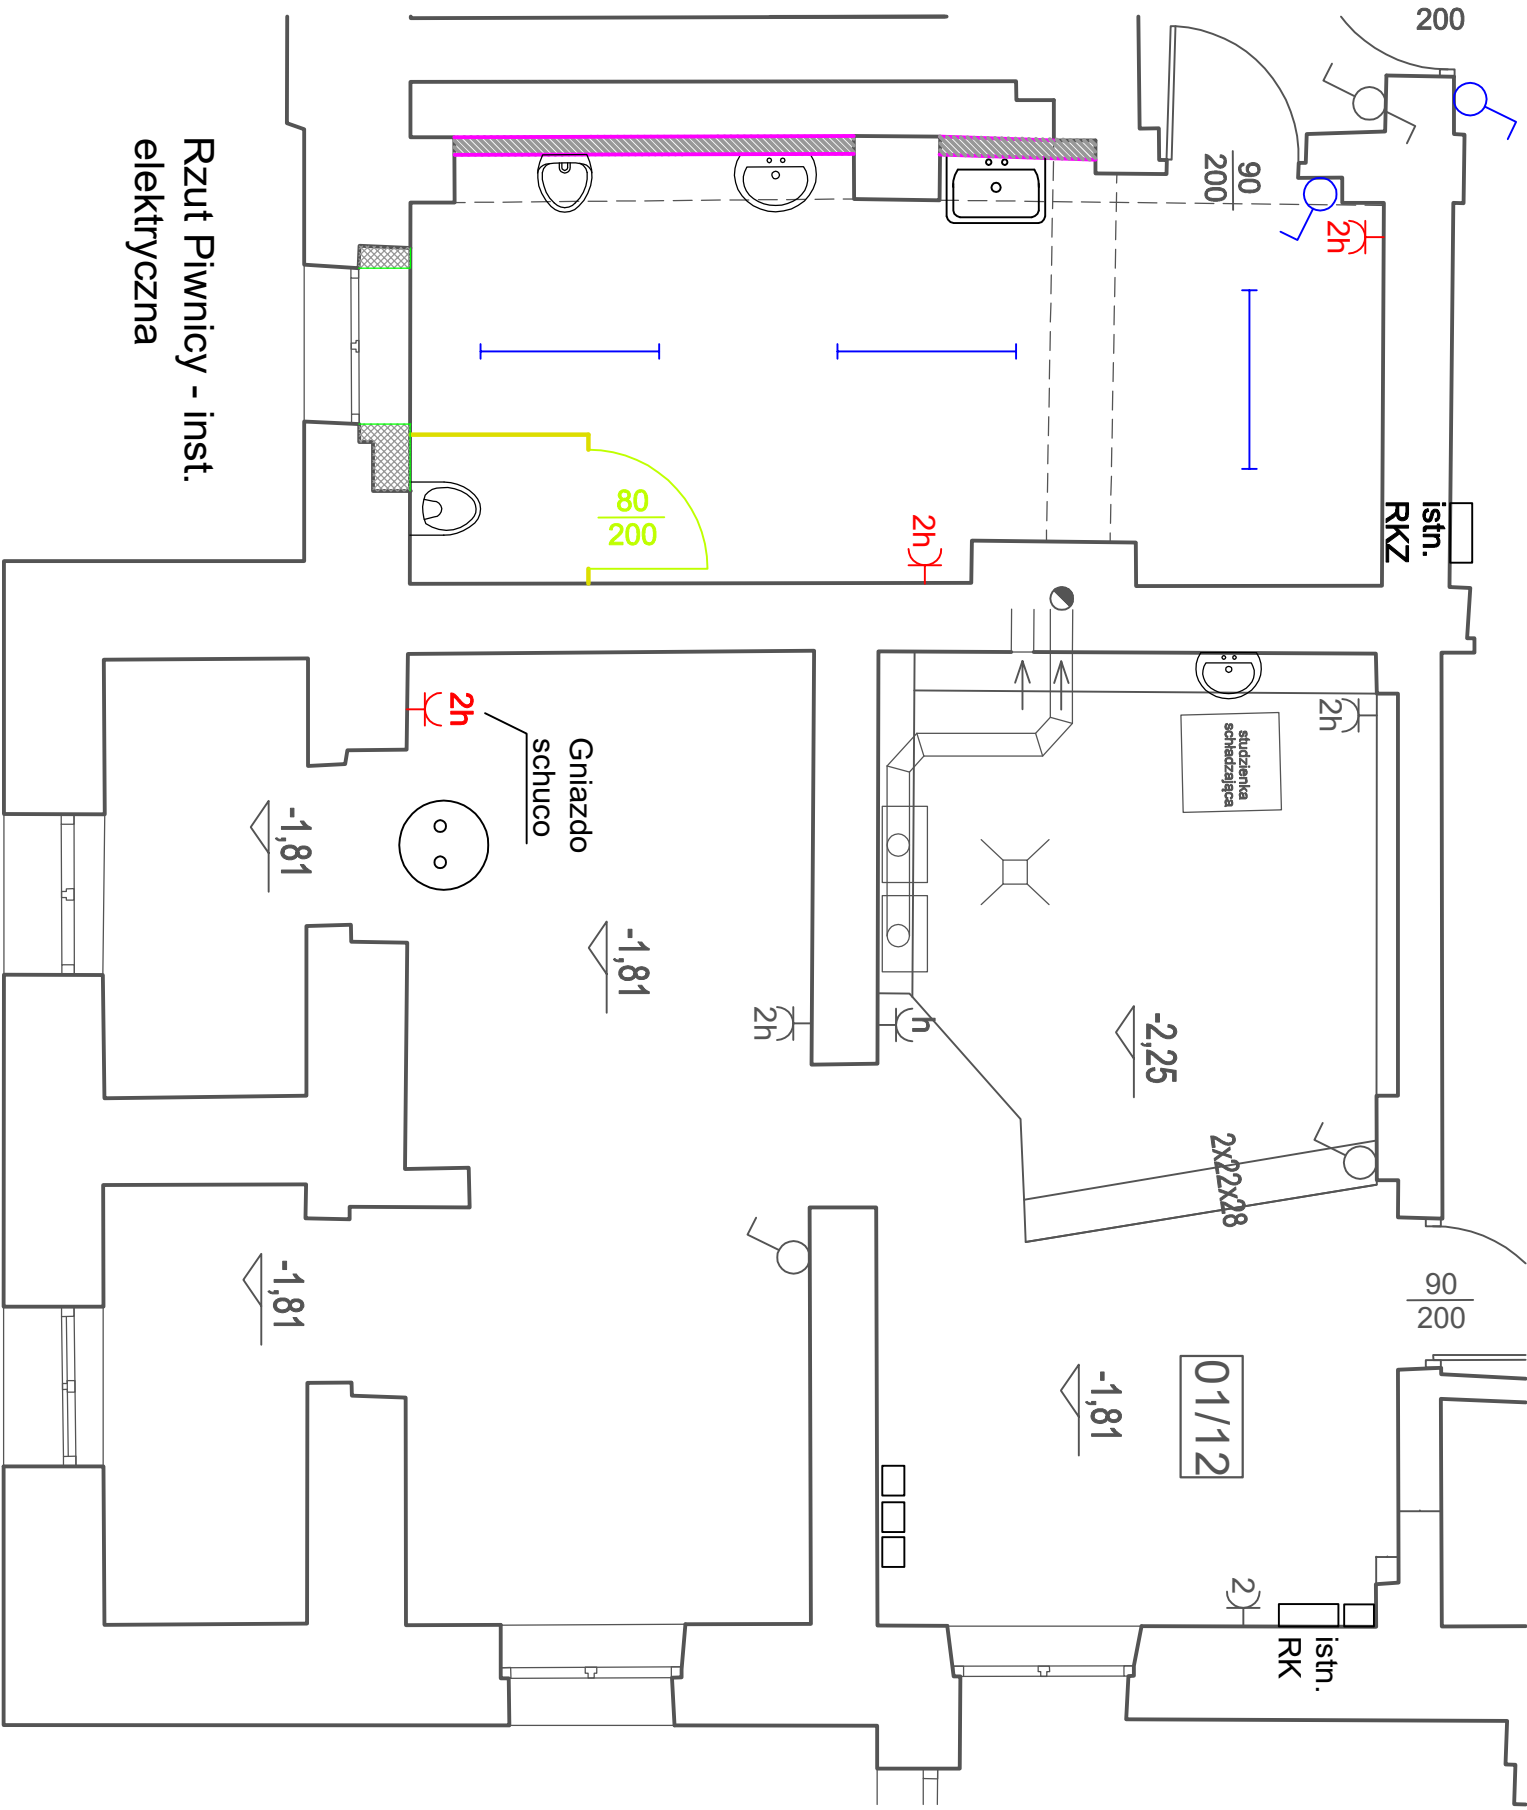 Rzut Piwnicy - inst.
elektryczna
200
90
200
2h
istn.
RKZ
80
200
2h
2h
Gniazdo
schuco
2h
studzienka
schładzająca
-1,81
-1,81
2h
h
-2,25
2x22x28
-1,81
90
200
-1,81
01/12
2
istn.
RK